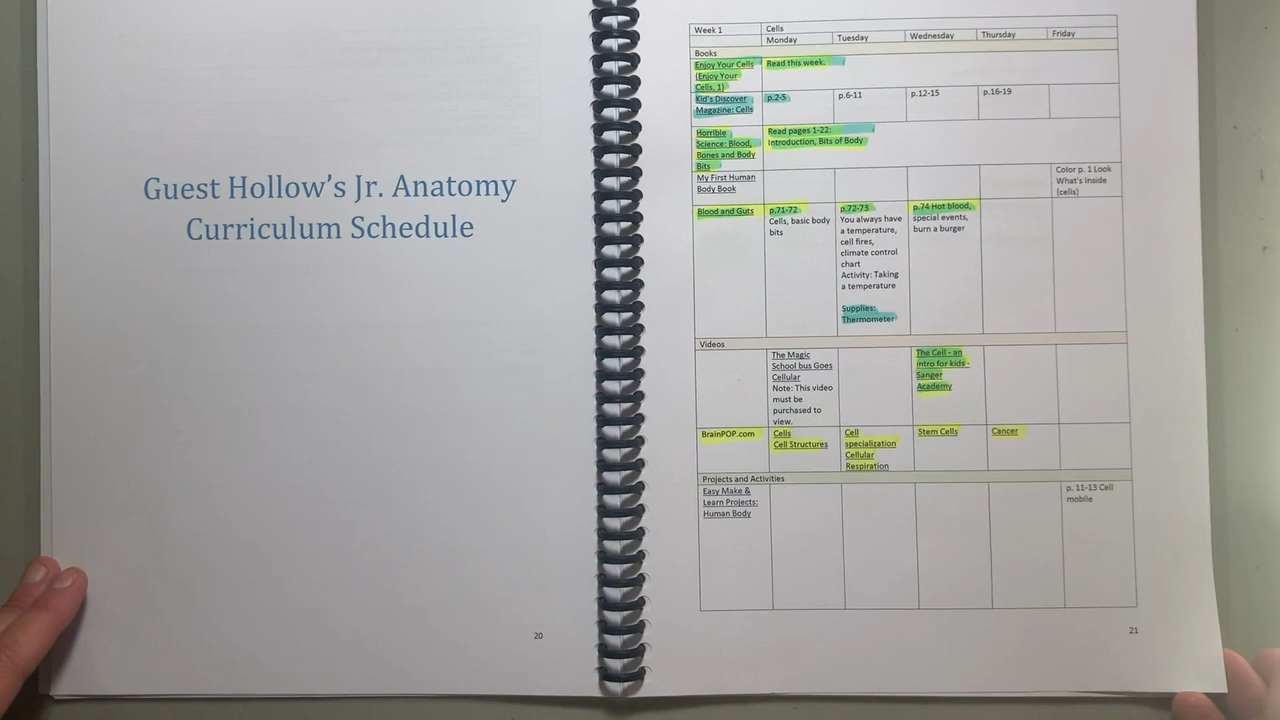 Guest Hollow's Jr. Anatomy
Curriculum Schedule
20
Week 1
Cells
Monday
Tuesday
Wednesday
Thursday
Friday
Books
Enjoy Your Cells
(Enjoy Your
Cells, 1)
Read this week.
Kid's Discover
Magazine: Cells
p.2-5
p.6-11
p.12-15
p.16-19
Horrible
Science: Blood,
Bones and Body
Bits
Read pages 1-22:
Introduction, Bits of Body
My First Human
Body Book
Color p. 1 Look
What's Inside
(cells)
Blood and Guts
p.71-72
Cells, basic body
bits
p.72-73
You always have
a temperature,
cell fires,
climate control
chart
Activity: Taking
a temperature
Supplies:
Thermometer
p.74 Hot blood,
special events,
burn a burger
Videos
The Magic
School bus Goes
Cellular
Note: This video
must be
purchased to
view.
The Cell - an
intro for kids -
Sanger
Academy
BrainPOP.com
Cells
Cell Structures
Cell
specialization
Cellular
Respiration
Stem Cells
Cancer
Projects and Activities
Easy Make &
Learn Projects:
Human Body
p. 11-13 Cell
mobile
21